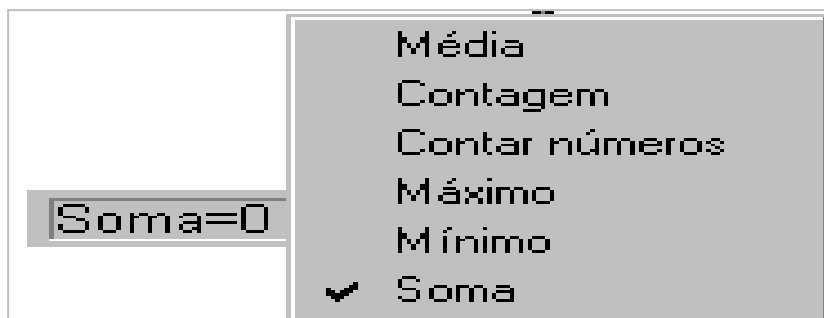 Média
Contagem
Contar números
Máximo
Mínimo
Soma=0
Soma